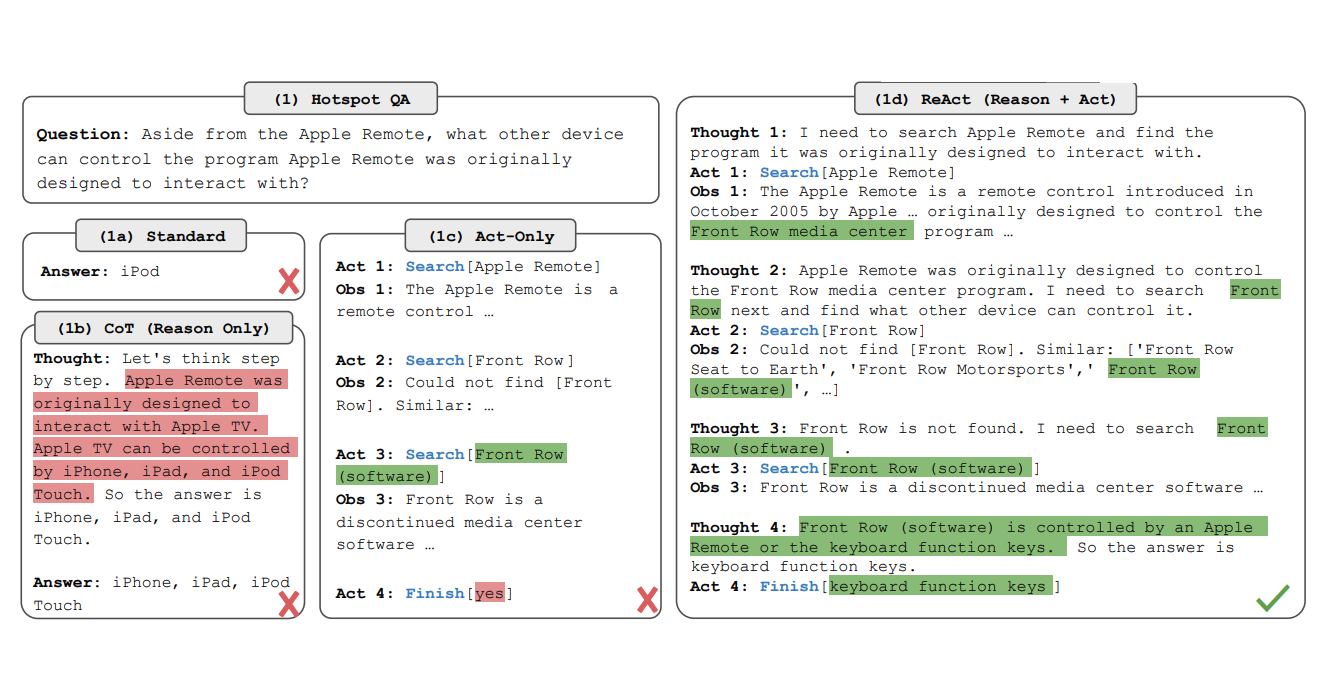 (1) Hotspot QA
Question: Aside from the Apple Remote, what other device
can control the program Apple Remote was originally
designed to interact with?
(1a) Standard
Answer: iPod
(1b) CoT (Reason Only)
Thought: Let's think step
by step. Apple Remote was
originally designed to
interact with Apple TV.
Apple TV can be controlled
by iPhone, iPad, and iPod
Touch. So the answer is
iPhone, iPad, and iPod
Touch.
Answer: iPhone, iPad, iPod
Touch
(1c) Act-Only
Act 1: Search[Apple Remote]
Obs 1: The Apple Remote is a
remote control …
Act 2: Search[Front Row]
Obs 2: Could not find [Front
Row]. Similar: …
Act 3: Search[Front Row
(software)]
Obs 3: Front Row is a
discontinued media center
software …
Act 4: Finish[yes]
(1d) ReAct (Reason + Act)
Thought 1: I need to search Apple Remote and find the
program it was originally designed to interact with.
Act 1: Search[Apple Remote]
Obs 1: The Apple Remote is a remote control introduced in
October 2005 by Apple … originally designed to control the
Front Row media center program …
Thought 2: Apple Remote was originally designed to control
the Front Row media center program. I need to search Front
Row next and find what other device can control it.
Act 2: Search[Front Row]
Obs 2: Could not find [Front Row]. Similar: ['Front Row
Seat to Earth', 'Front Row Motorsports',' Front Row
(software)', …]
Thought 3: Front Row is not found. I need to search Front
Row (software) .
Act 3: Search[Front Row (software)]
Obs 3: Front Row is a discontinued media center software …
Thought 4: Front Row (software) is controlled by an Apple
Remote or the keyboard function keys. So the answer is
keyboard function keys.
Act 4: Finish[keyboard function keys]